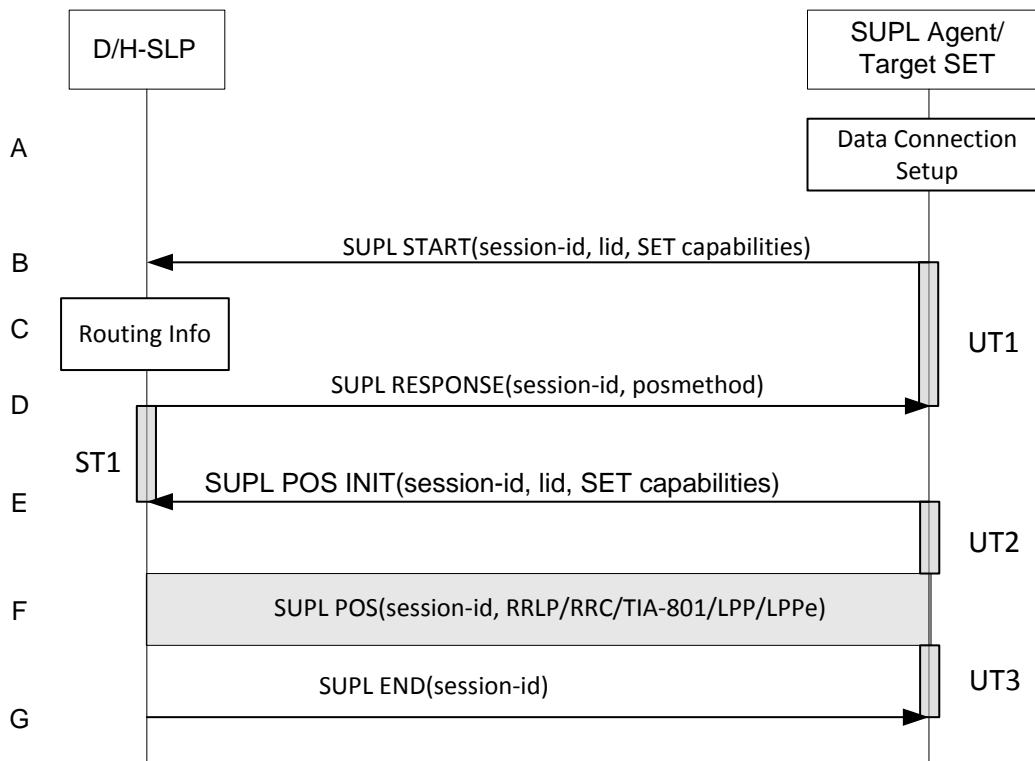 D/H-SLP
SUPL Agent/
Target SET
A
Data Connection
Setup
B
SUPL START(session-id, lid, SET capabilities)
C
Routing Info
UT1
D
SUPL RESPONSE(session-id, posmethod)
ST1
E
SUPL POS INIT(session-id, lid, SET capabilities)
UT2
F
SUPL POS(session-id, RRLP/RRC/TIA-801/LPP/LPPe)
UT3
SUPL END(session-id)
G